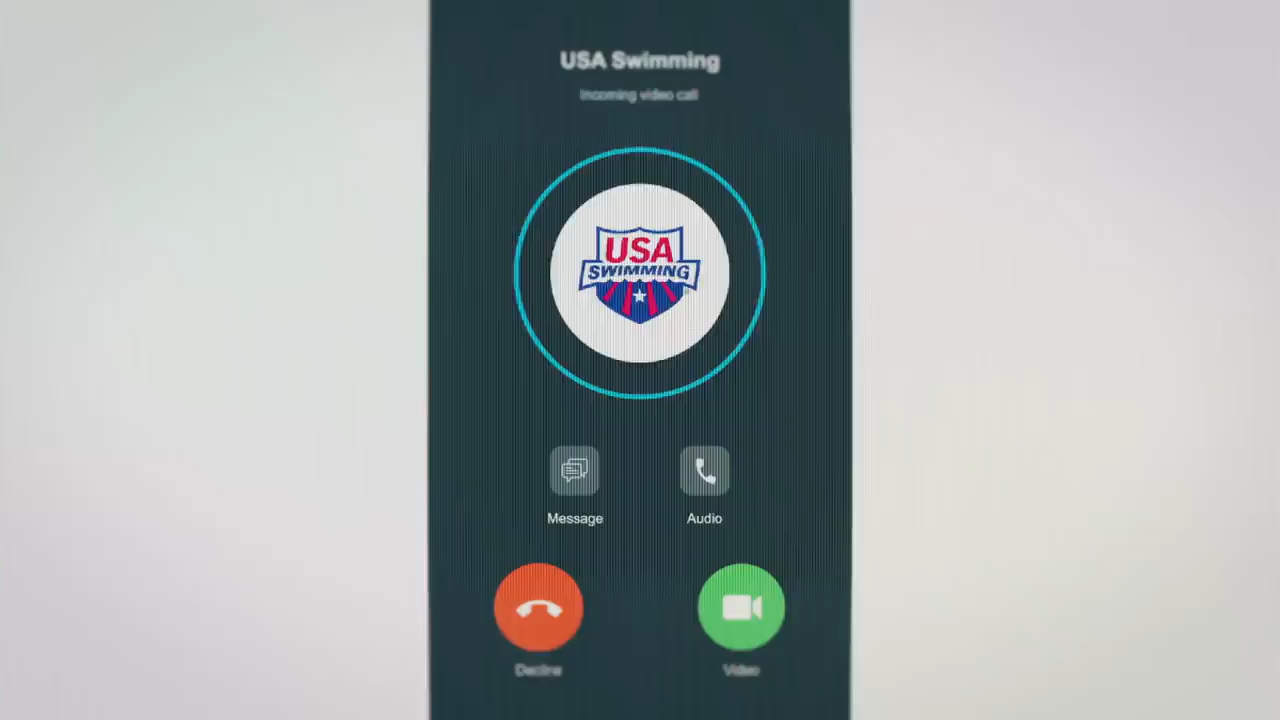 USA Swimming
Incoming video call
USA
SWIMMING
Message
Audio
Decline
Video